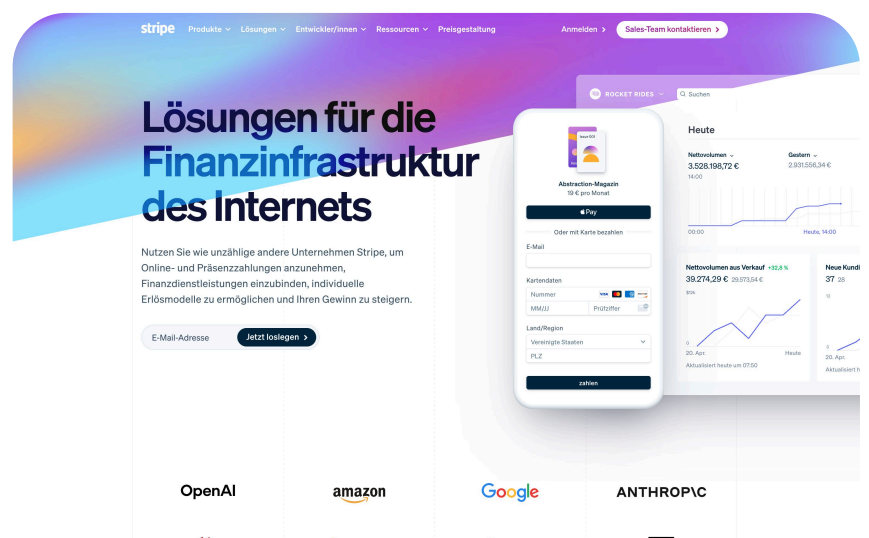 stripe
Produkte
Lösungen
Entwickler/innen
Ressourcen
Preisgestaltung
Anmelden
Sales-Team kontaktieren
Lösungen für die
Finanzinfrastruktur
des Internets
Nutzen Sie wie unzählige andere Unternehmen Stripe, um
Online- und Präsenzzahlungen anzunehmen,
Finanzdienstleistungen einzubinden, individuelle
Erlösmodelle zu ermöglichen und Ihren Gewinn zu steigern.
E-Mail-Adresse
Jetzt loslegen
Abstraction-Magazin
19 € pro Monat
Pay
Oder mit Karte bezahlen
E-Mail
Kartendaten
Nummer
VISA
MM/JJ
Prüfziffer
Land/Region
Vereinigte Staaten
PLZ
zahlen
ROCKET RIDES
Suchen
Heute
Nettovolumen
Gestern
3.528.198,72 €
2.931.556,34 €
14:00
00:00
Heute, 14:00
Nettovolumen aus Verkauf +32,8 %
39.274,29 € 29.573,54 €
0
20. Apr.
Heute
Aktualisiert heute um 07:50
Neue Kundi
37 28
10
0
20. Apr.
Aktualisiert h
OpenAI
amazon
Google
ANTHROP\C